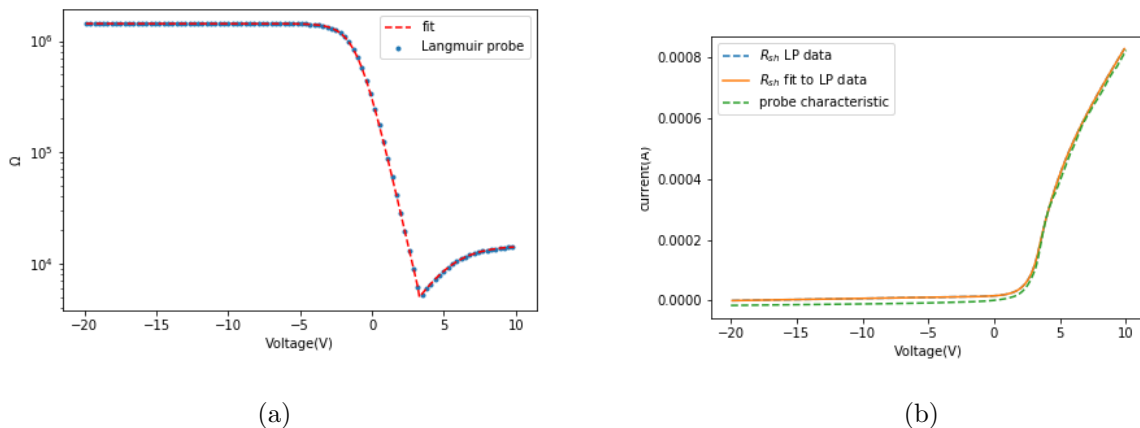 fit
Langmuir probe
10^6
10^5
10^4
Ω
−20 −15 −10 −5 0 5 10
Voltage(V)
(a)
R_sh LP data
R_sh fit to LP data
probe characteristic
0.0008
0.0006
0.0004
0.0002
0.0000
current(A)
−20 −15 −10 −5 0 5 10
Voltage(V)
(b)